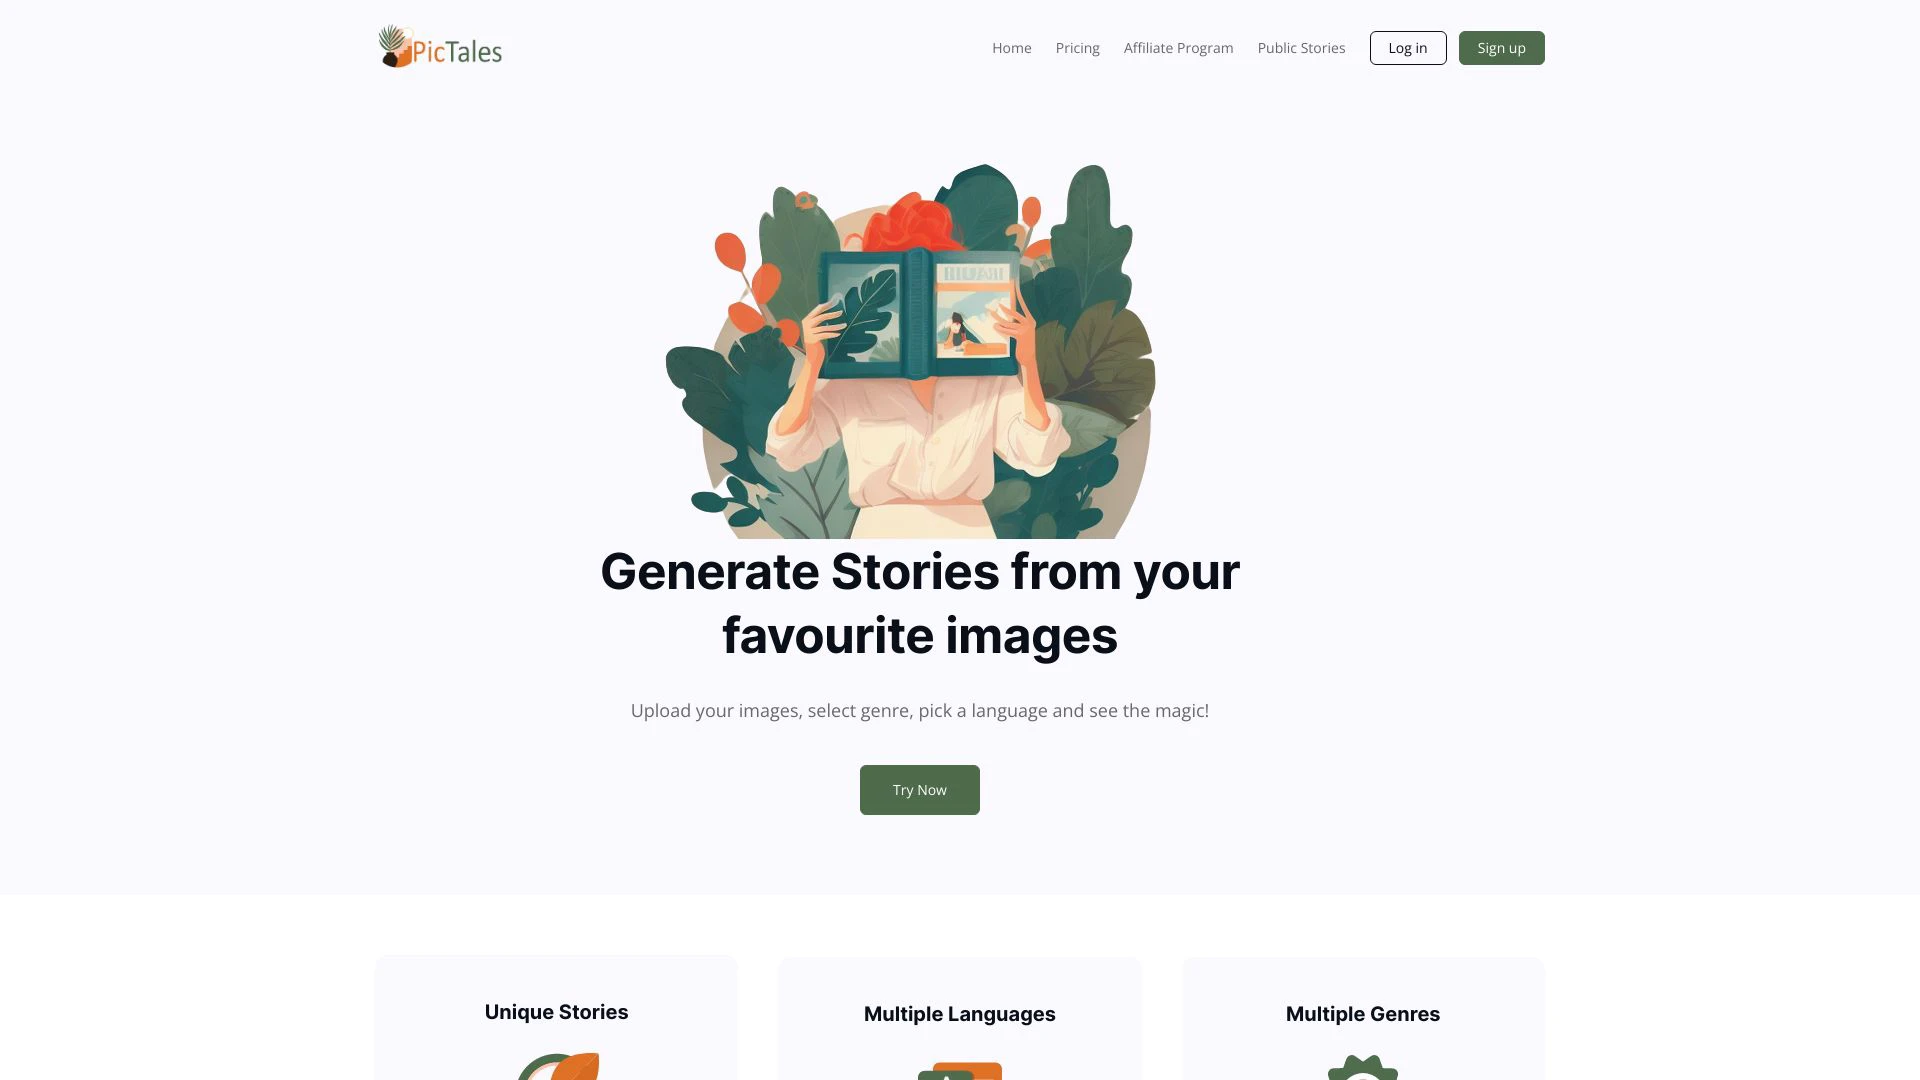 PicTales
Home
Pricing
Affiliate Program
Public Stories
Log in
Sign up
Generate Stories from your
favourite images
Upload your images, select genre, pick a language and see the magic!
Try Now
Unique Stories
Multiple Languages
Multiple Genres